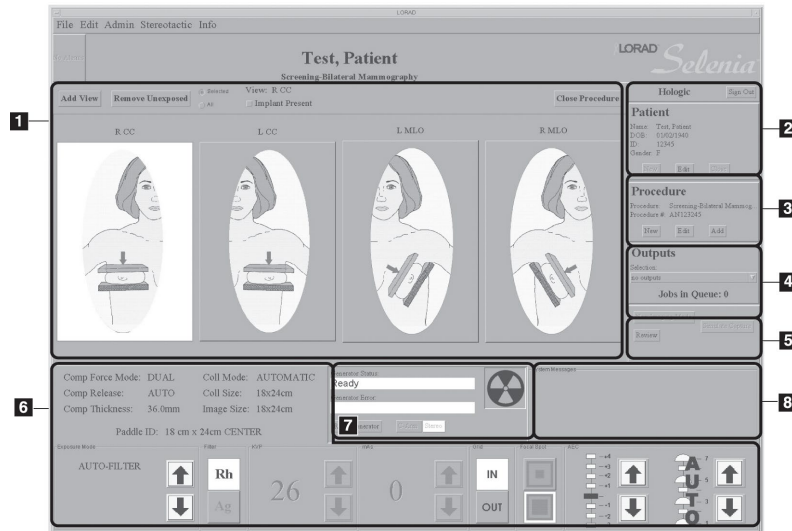 LORAD
File Edit Admin Stereotactic Info
Test, Patient
Screening-Bilateral Mammography
LORAD
Selenia
Add View
Remove Unexposed
Selected
All
View: R CC
Implant Present
Close Procedure
R CC
L CC
L MLO
R MLO
1
Hologic
Sign Out
Patient
Name: Test, Patient
DOB: 01/02/1940
ID: 12345
Gender: F
New Edit Close
2
Procedure
Procedure: Screening-Bilateral Mammog.
Procedure #: AN123245
New Edit Add
3
Outputs
Selection:
no outputs
Jobs in Queue: 0
4
Review
5
6
Comp Force Mode: DUAL
Comp Release: AUTO
Comp Thickness: 36.0mm
Coll Mode: AUTOMATIC
Coll Size: 18x24cm
Image Size: 18x24cm
Paddle ID: 18 cm x 24cm CENTER
Generator Status:
Ready
Generator Error:
7
System Messages
8
Exposure Mode
AUTO-FILTER
Filter
Rh
Ag
kVp
26
mAs
0
Grid
IN
OUT
Focal Spot
AEC
+4
+3
+2
+1
-1
-2
AUTO
7
5
3